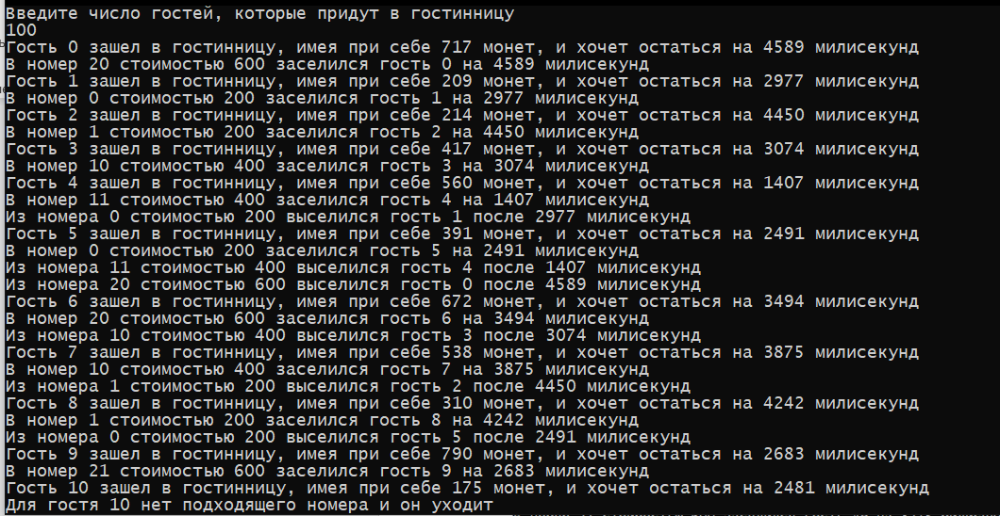 Введите число гостей, которые придут в гостинницу
100
Гость 0 зашел в гостинницу, имея при себе 717 монет, и хочет остаться на 4589 милисекунд
В номер 20 стоимостью 600 заселился гость 0 на 4589 милисекунд
Гость 1 зашел в гостинницу, имея при себе 209 монет, и хочет остаться на 2977 милисекунд
В номер 0 стоимостью 200 заселился гость 1 на 2977 милисекунд
Гость 2 зашел в гостинницу, имея при себе 214 монет, и хочет остаться на 4450 милисекунд
В номер 1 стоимостью 200 заселился гость 2 на 4450 милисекунд
Гость 3 зашел в гостинницу, имея при себе 417 монет, и хочет остаться на 3074 милисекунд
В номер 10 стоимостью 400 заселился гость 3 на 3074 милисекунд
Гость 4 зашел в гостинницу, имея при себе 560 монет, и хочет остаться на 1407 милисекунд
В номер 11 стоимостью 400 заселился гость 4 на 1407 милисекунд
Из номера 0 стоимостью 200 выселился гость 1 после 2977 милисекунд
Гость 5 зашел в гостинницу, имея при себе 391 монет, и хочет остаться на 2491 милисекунд
В номер 0 стоимостью 200 заселился гость 5 на 2491 милисекунд
Из номера 11 стоимостью 400 выселился гость 4 после 1407 милисекунд
Из номера 20 стоимостью 600 выселился гость 0 после 4589 милисекунд
Гость 6 зашел в гостинницу, имея при себе 672 монет, и хочет остаться на 3494 милисекунд
В номер 20 стоимостью 600 заселился гость 6 на 3494 милисекунд
Из номера 10 стоимостью 400 выселился гость 3 после 3074 милисекунд
Гость 7 зашел в гостинницу, имея при себе 538 монет, и хочет остаться на 3875 милисекунд
В номер 10 стоимостью 400 заселился гость 7 на 3875 милисекунд
Из номера 1 стоимостью 200 выселился гость 2 после 4450 милисекунд
Гость 8 зашел в гостинницу, имея при себе 310 монет, и хочет остаться на 4242 милисекунд
В номер 1 стоимостью 200 заселился гость 8 на 4242 милисекунд
Из номера 0 стоимостью 200 выселился гость 5 после 2491 милисекунд
Гость 9 зашел в гостинницу, имея при себе 790 монет, и хочет остаться на 2683 милисекунд
В номер 21 стоимостью 600 заселился гость 9 на 2683 милисекунд
Гость 10 зашел в гостинницу, имея при себе 175 монет, и хочет остаться на 2481 милисекунд
Для гостя 10 нет подходящего номера и он уходит